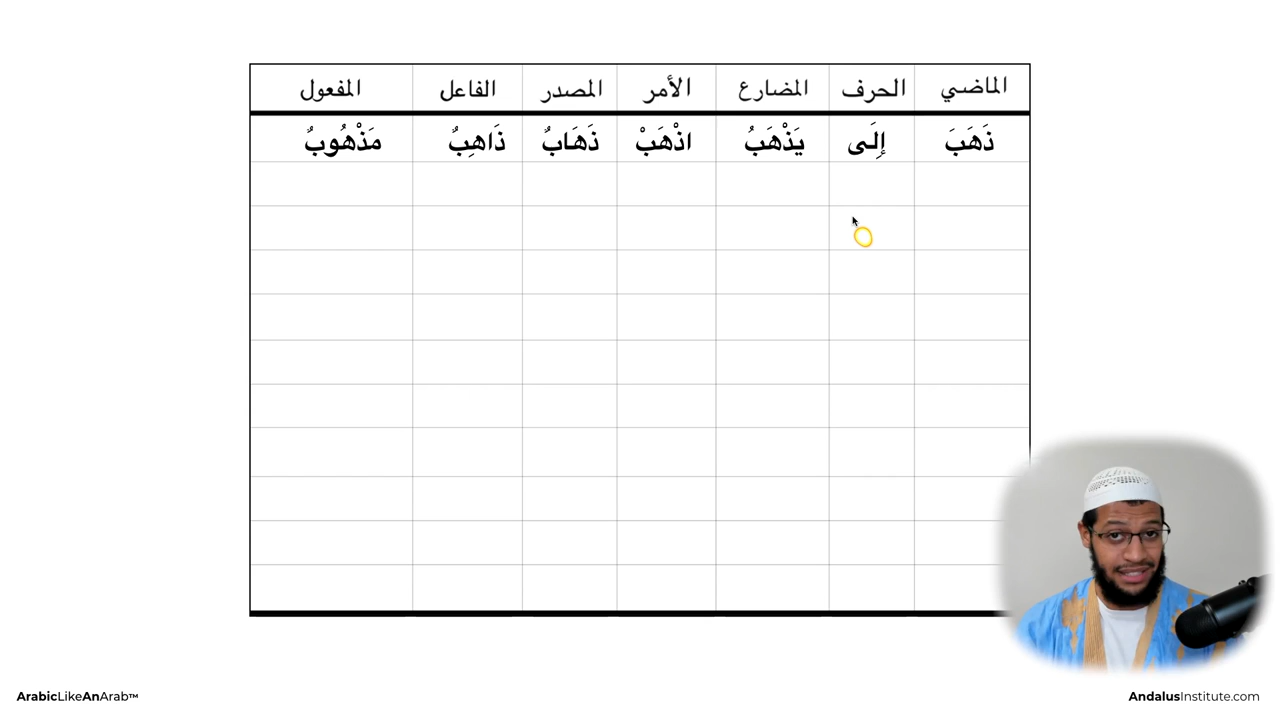 الماضي الحرف المضارع الأمر المصدر الفاعل المفعول
ذَهَبَ إِلَى يَذْهَبُ اذْهَبْ ذَهَابٌ ذَاهِبٌ مَذْهُوبٌ
ArabicLikeAnArab™ AndalusInstitute.com